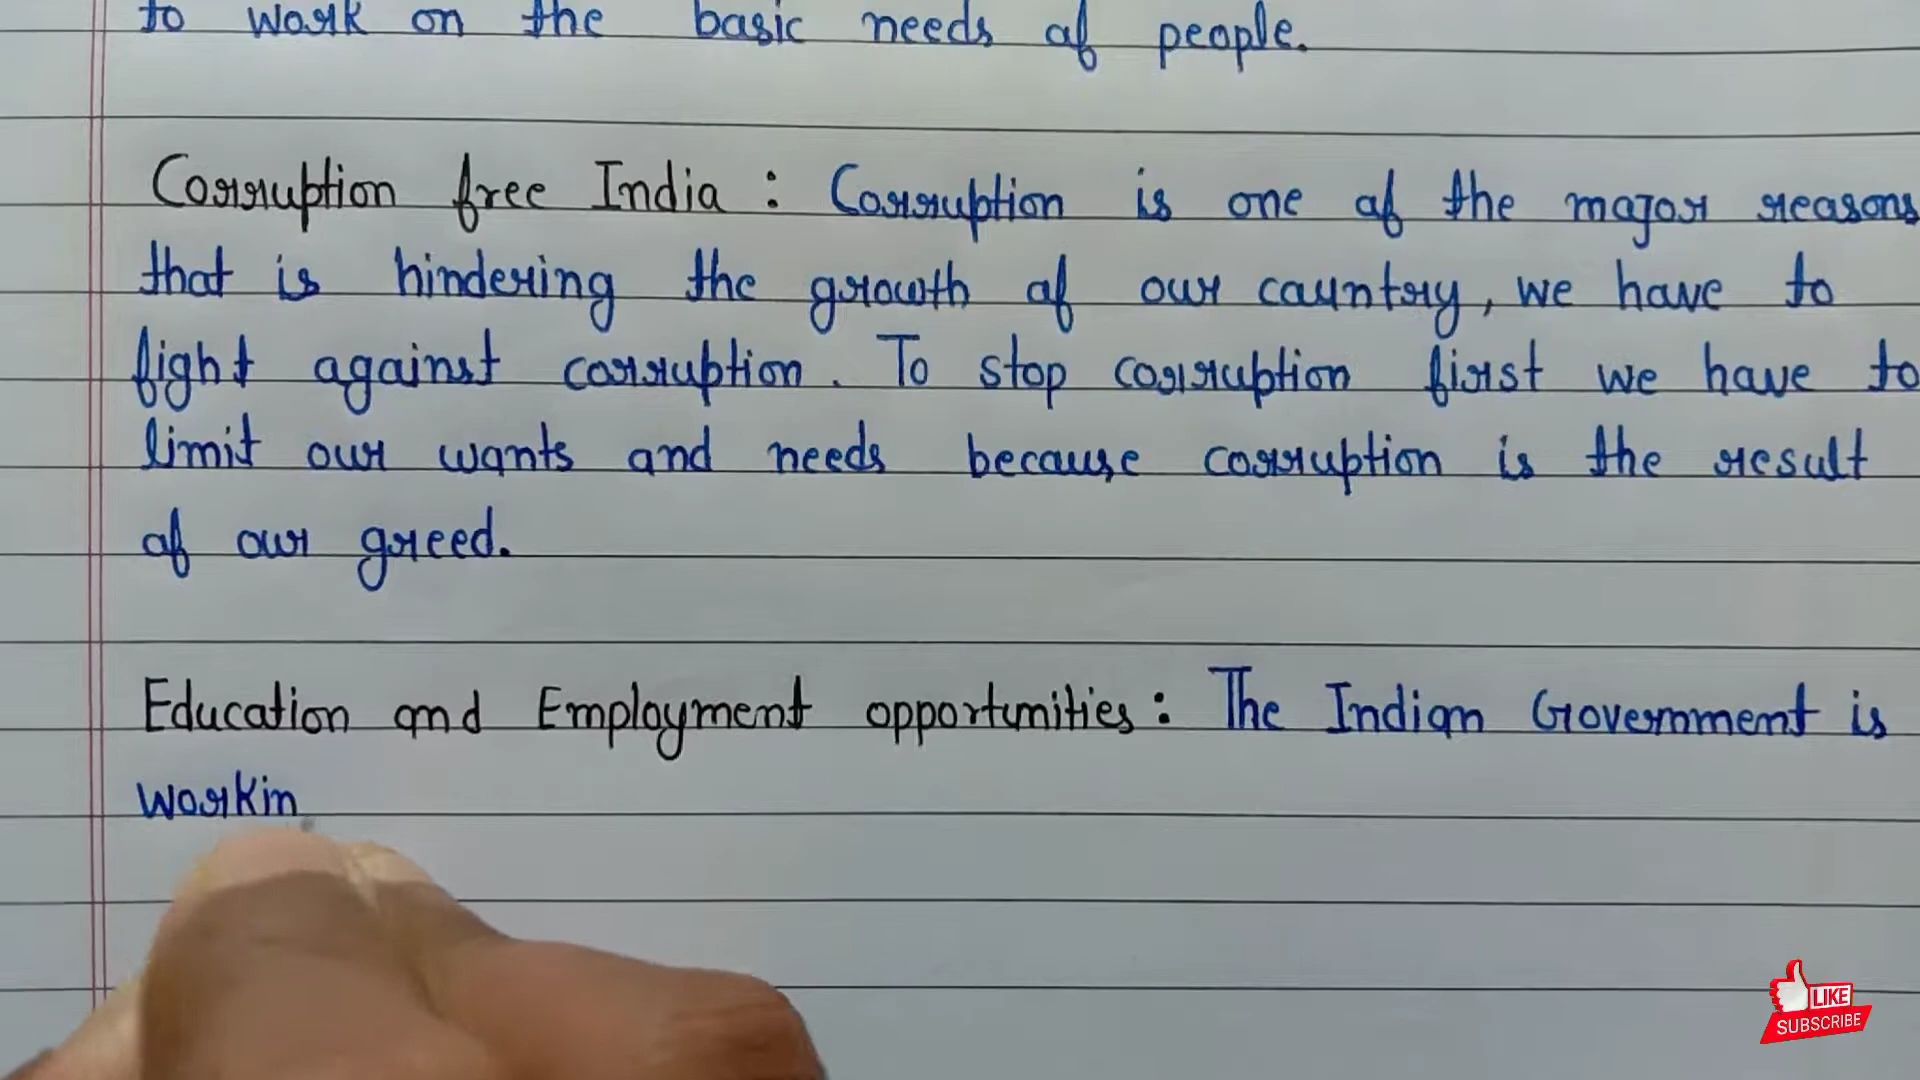 to work on the basic needs of people.
Corruption free India : Corruption is one of the major reasons
that is hindering the growth of our country, we have to
fight against corruption. To stop corruption first we have to
limit our wants and needs because corruption is the result
of our greed.
Education and Employment opportunities : The Indian Government is
workin
LIKE
SUBSCRIBE